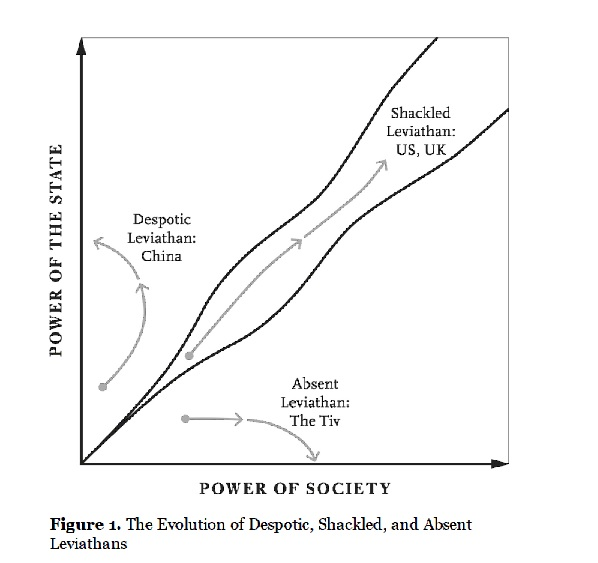 POWER OF THE STATE
Shackled
Leviathan:
US, UK
Despotic
Leviathan:
China
Absent
Leviathan:
The Tiv
POWER OF SOCIETY
Figure 1. The Evolution of Despotic, Shackled, and Absent
Leviathans